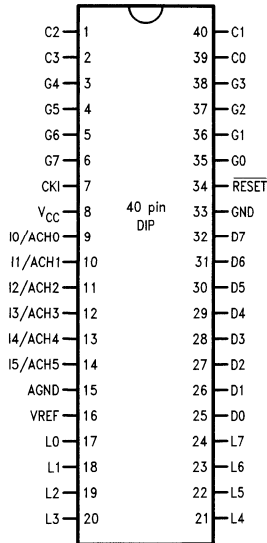 C2 1 40 C1
C3 2 39 C0
G4 3 38 G3
G5 4 37 G2
G6 5 36 G1
G7 6 35 G0
CKI 7 34 RESET
VCC 8 40 pin 33 GND
DIP
I0/ACH0 9 32 D7
I1/ACH1 10 31 D6
I2/ACH2 11 30 D5
I3/ACH3 12 29 D4
I4/ACH4 13 28 D3
I5/ACH5 14 27 D2
AGND 15 26 D1
VREF 16 25 D0
L0 17 24 L7
L1 18 23 L6
L2 19 22 L5
L3 20 21 L4